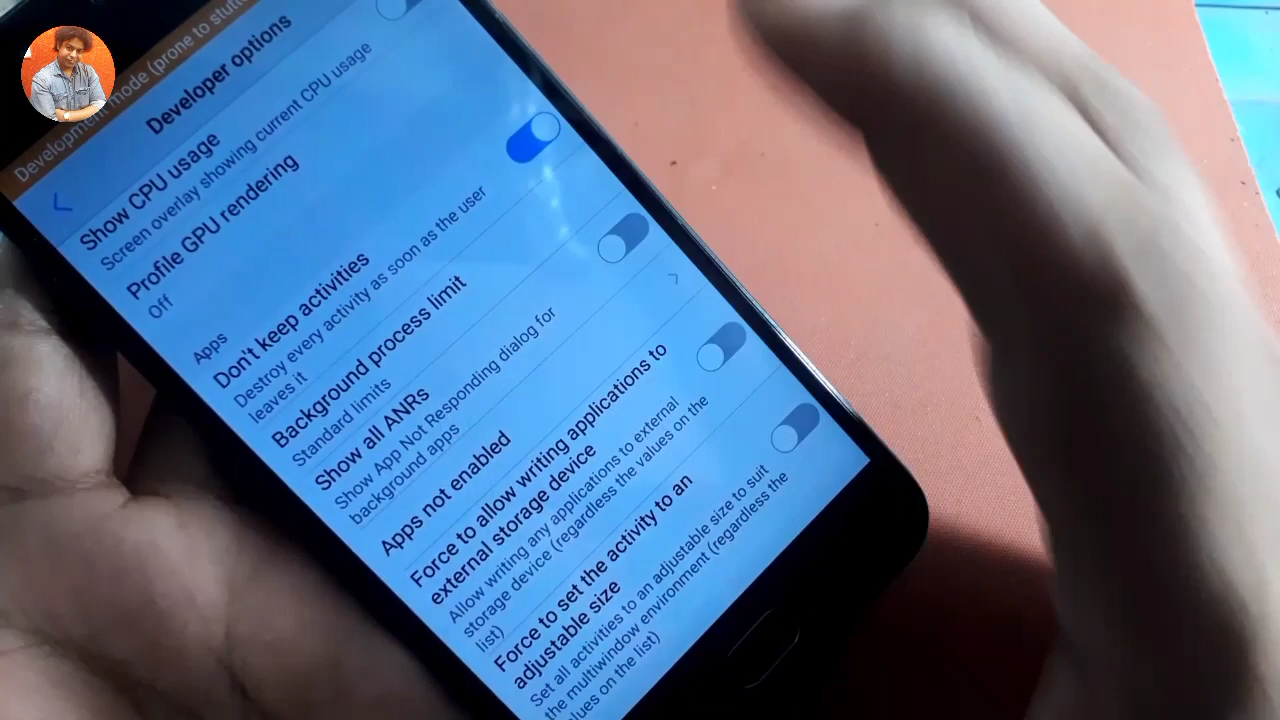 Development mode (prone to
Developer options
Show CPU usage
Screen overlay showing current CPU usage
Profile GPU rendering
Off
Apps
Don't keep activities
Destroy every activity as soon as the user
leaves it
Background process limit
Standard limits
Show all ANRs
Show App Not Responding dialog for
background apps
Apps not enabled
Force to allow writing applications to
external storage device
Allow writing any applications to external
storage device (regardless the values on the
list)
Force to set the activity to an
adjustable size
Set all activities to an adjustable size to suit
the multiwindow environment (regardless the
lues on the list)